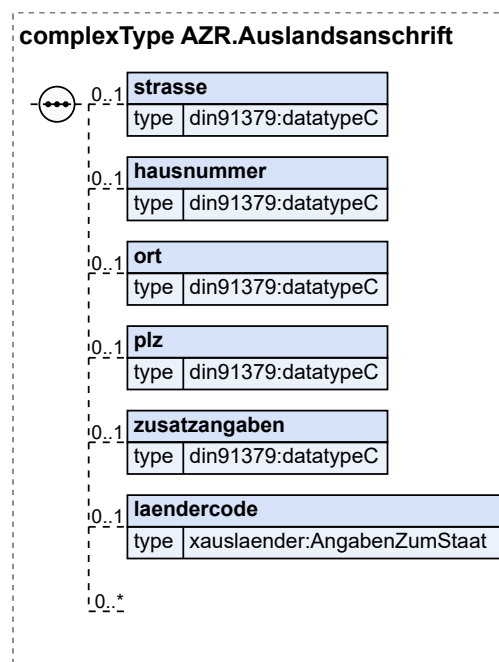 complexType AZR.Auslandsanschrift
0..1 strasse
type din91379:datatypeC
0..1 hausnummer
type din91379:datatypeC
0..1 ort
type din91379:datatypeC
0..1 plz
type din91379:datatypeC
0..1 zusatzangaben
type din91379:datatypeC
0..1 laendercode
type xauslaender:AngabenZumStaat
0..*